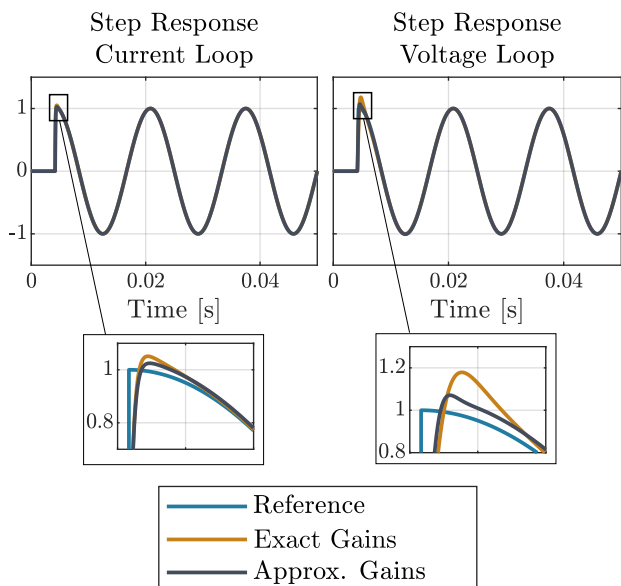 Step Response
Current Loop
Step Response
Voltage Loop
1
0
-1
0
0.02
0.04
Time [s]
0
0.02
0.04
Time [s]
1
0.8
1.2
1
0.8
Reference
Exact Gains
Approx. Gains